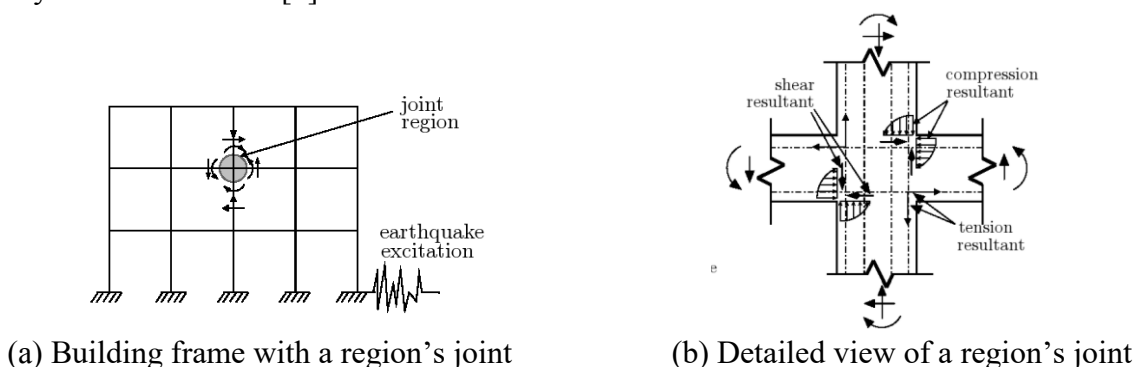 joint
region
earthquake
excitation
(a) Building frame with a region’s joint
shear
resultant
compression
resultant
tension
resultant
e
(b) Detailed view of a region’s joint